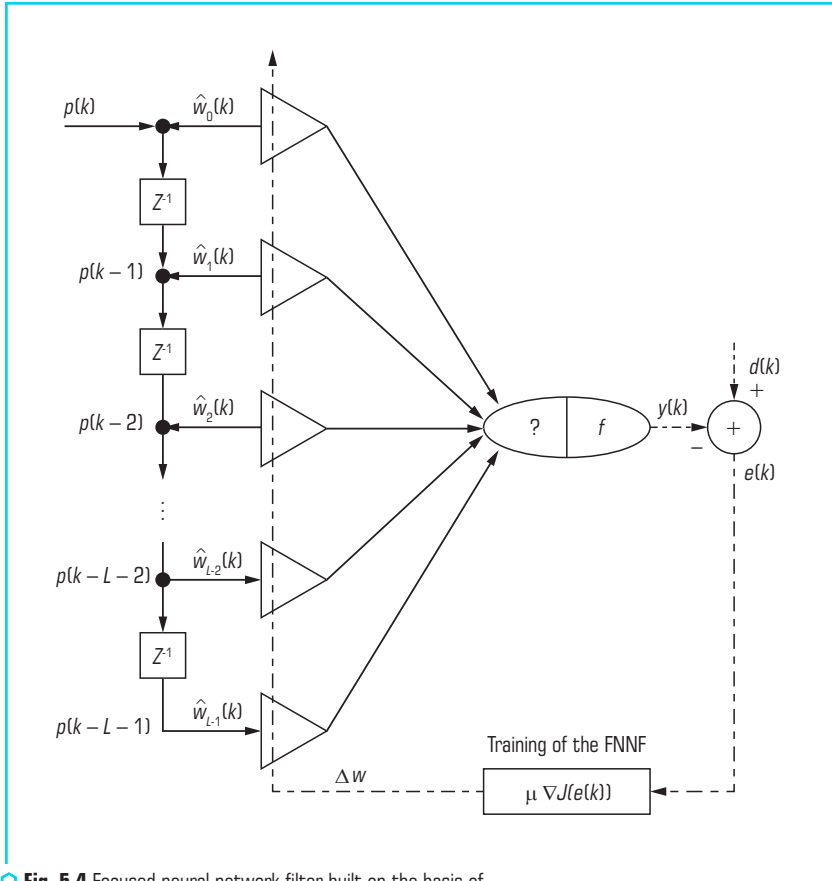 p(k)
ŵ₀(k)
Z⁻¹
p(k – 1)
ŵ₁(k)
Z⁻¹
p(k – 2)
ŵ₂(k)
? f
y(k)
d(k)
+
+
–
e(k)
⋮
p(k – L – 2)
ŵL-2(k)
Z⁻¹
p(k – L – 1)
ŵL-1(k)
Training of the FNNF
Δw
μ ∇J(e(k))
Fig. 5.4 Focused neural network filter built on the basis of